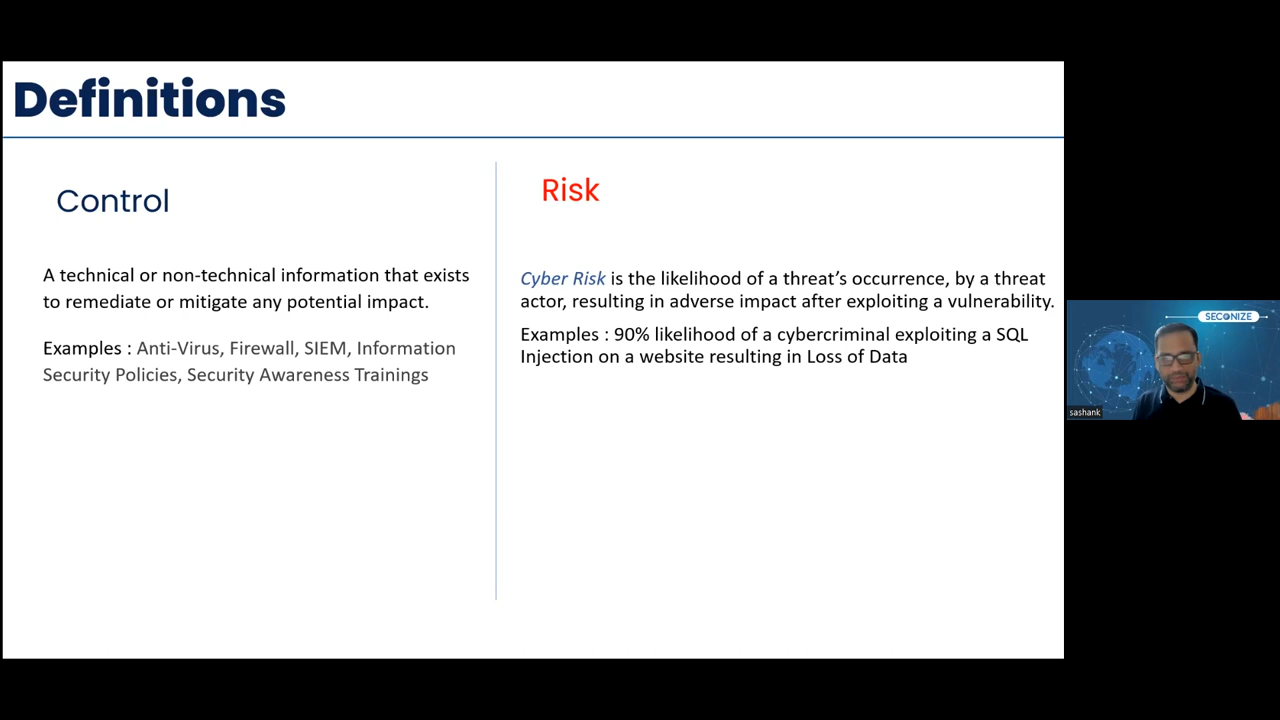 Definitions
Control
A technical or non-technical information that exists
to remediate or mitigate any potential impact.
Examples : Anti-Virus, Firewall, SIEM, Information
Security Policies, Security Awareness Trainings
Risk
Cyber Risk is the likelihood of a threat’s occurrence, by a threat
actor, resulting in adverse impact after exploiting a vulnerability.
Examples : 90% likelihood of a cybercriminal exploiting a SQL
Injection on a website resulting in Loss of Data
SECONIZE
sashank